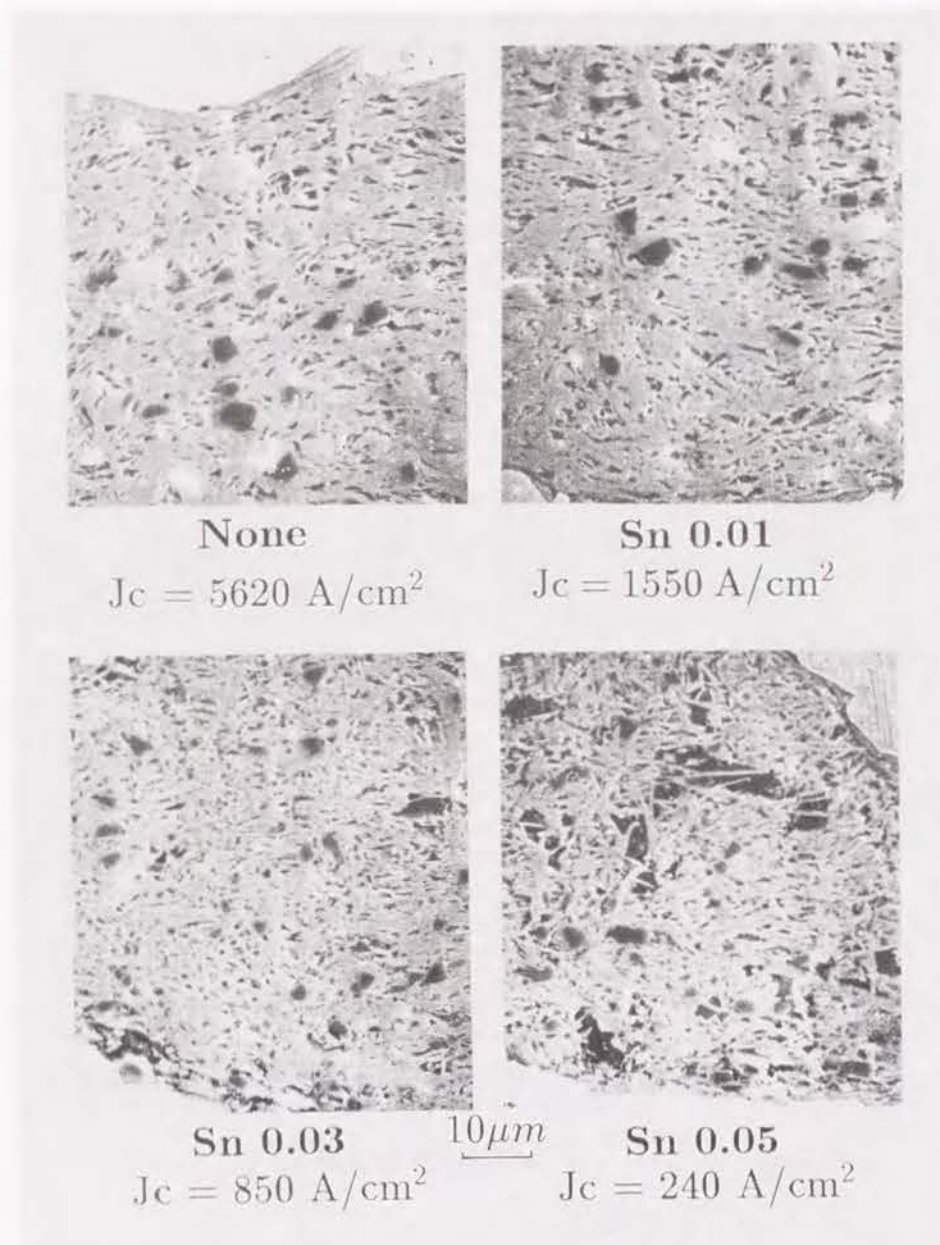 None
Jc = 5620 A/cm²
Sn 0.01
Jc = 1550 A/cm²
Sn 0.03
Jc = 850 A/cm²
10μm
Sn 0.05
Jc = 240 A/cm²